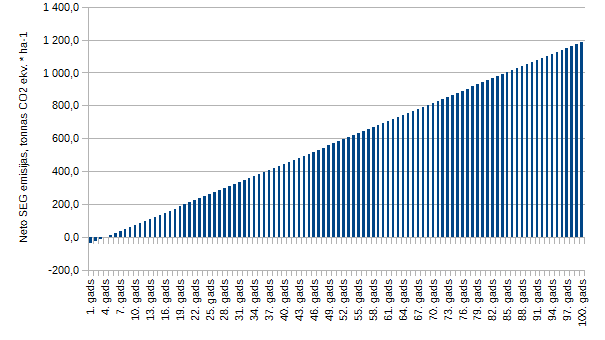 Neto SEG emisijas, tonnas CO2 ekv. * ha-1
1 400,0
1 200,0
1 000,0
800,0
600,0
400,0
200,0
0,0
-200,0
1. gads
4. gads
7. gads
10. gads
13. gads
16. gads
19. gads
22. gads
25. gads
28. gads
31. gads
34. gads
37. gads
40. gads
43. gads
46. gads
49. gads
52. gads
55. gads
58. gads
61. gads
64. gads
67. gads
70. gads
73. gads
76. gads
79. gads
82. gads
85. gads
88. gads
91. gads
94. gads
97. gads
100. gads